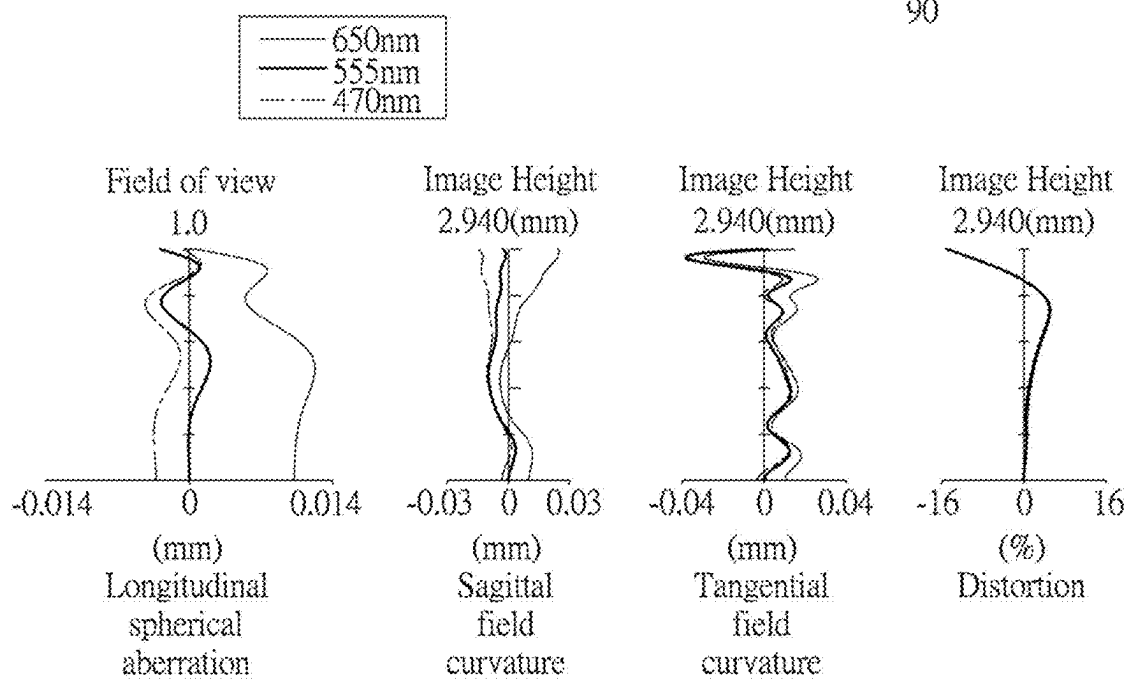 90
650nm
555nm
470nm
Field of view
1.0
Image Height
2.940(mm)
Image Height
2.940(mm)
Image Height
2.940(mm)
-0.014 0 0.014
(mm)
Longitudinal
spherical
aberration
-0.03 0 0.03
(mm)
Sagittal
field
curvature
-0.04 0 0.04
(mm)
Tangential
field
curvature
-16 0 16
(%)
Distortion